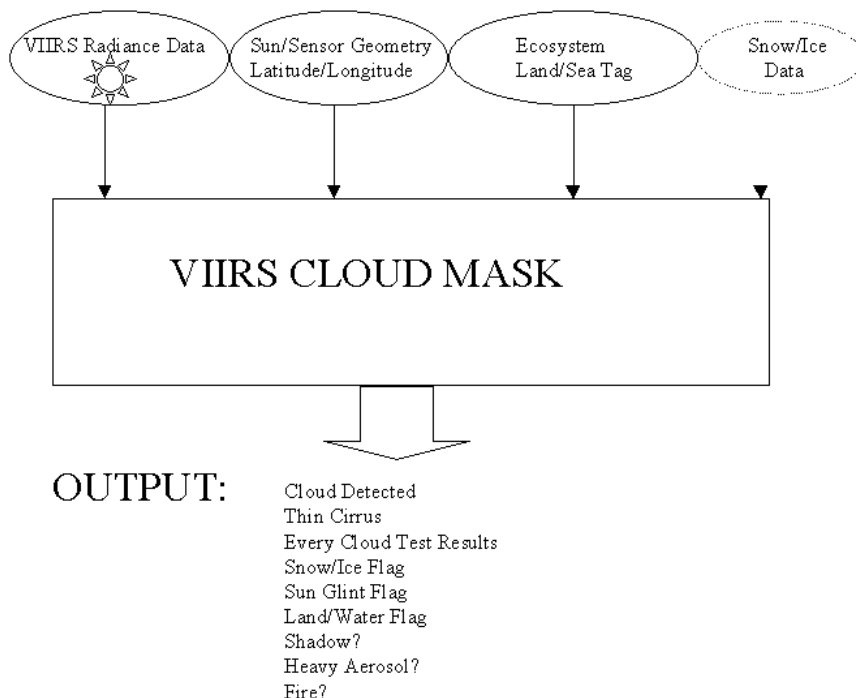 VIIRS Radiance Data
Sun/Sensor Geometry
Latitude/Longitude
Ecosystem
Land/Sea Tag
Snow/Ice
Data
VIIRS CLOUD MASK
OUTPUT:
Cloud Detected
Thin Cirrus
Every Cloud Test Results
Snow/Ice Flag
Sun Glint Flag
Land/Water Flag
Shadow?
Heavy Aerosol?
Fire?